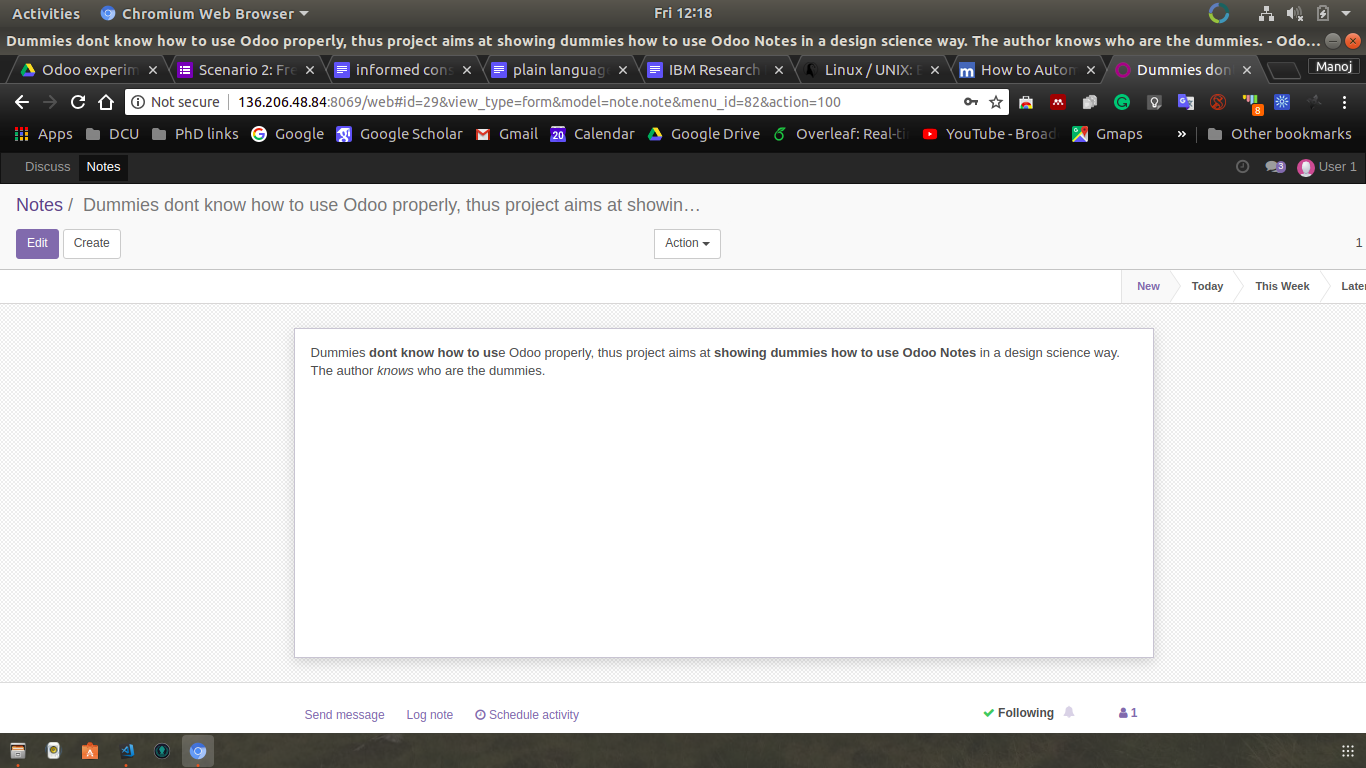 Activities Chromium Web Browser Fri 12:18
Dummies dont know how to use Odoo properly, thus project aims at showing dummies how to use Odoo Notes in a design science way. The author knows who are the dummies. - Odo...
Odoo experim Scenario 2: Fre informed cons plain language IBM Research Linux / UNIX: How to Autom Dummies don Manoj
Not secure 136.206.48.84:8069/web#id=29&view_type=form&model=note.note&menu_id=82&action=100 8
Apps DCU PhD links Google Google Scholar Gmail 20 Calendar Google Drive Overleaf: Real-ti YouTube - Broad Gmaps » Other bookmarks
Discuss Notes 3 User 1
Notes / Dummies dont know how to use Odoo properly, thus project aims at showin…
Edit Create Action 1
New Today This Week Later
Dummies dont know how to use Odoo properly, thus project aims at showing dummies how to use Odoo Notes in a design science way.
The author knows who are the dummies.
Send message Log note Schedule activity Following 1